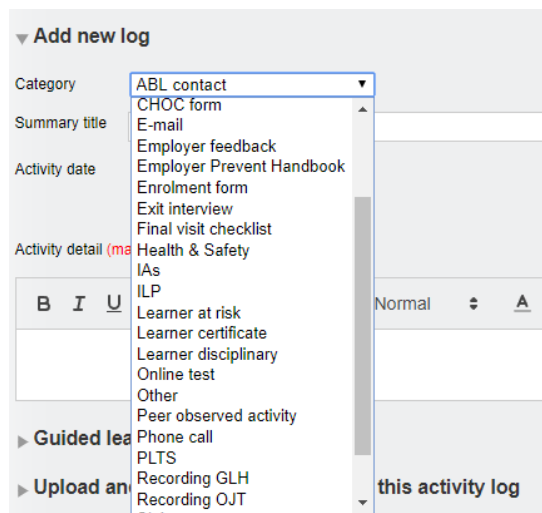 Add new log
Category
ABL contact
CHOC form
Summary title
E-mail
Employer feedback
Activity date
Employer Prevent Handbook
Enrolment form
Exit interview
Final visit checklist
Activity detail (ma
Health & Safety
IAs
ILP
B I U
Normal
A
Learner at risk
Learner certificate
Learner disciplinary
Online test
Other
Peer observed activity
Guided lea
Phone call
PLTS
Recording GLH
Upload an
this activity log
Recording OJT